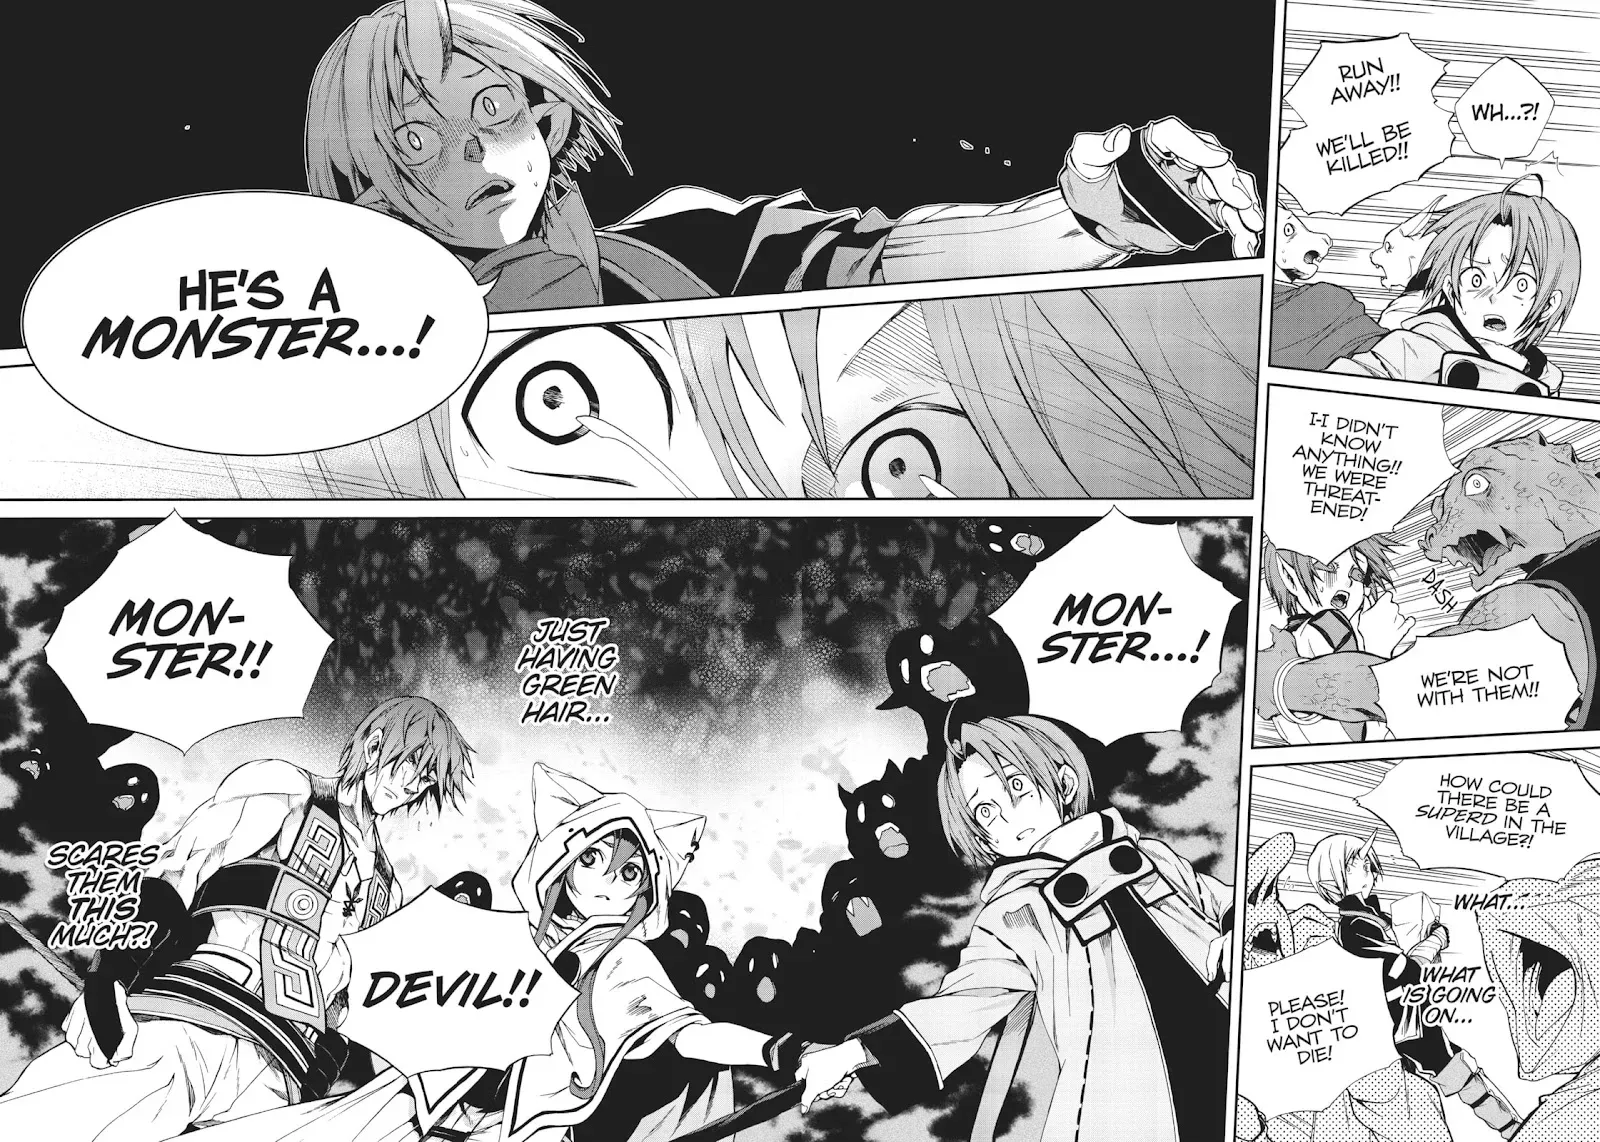 RUN
AWAY!!
WE'LL BE
KILLED!!
WH...?!
I-I DIDN'T
KNOW
ANYTHING!!
WE WERE
THREAT-
ENED!
DASH
WE'RE NOT
WITH THEM!!
HOW COULD
THERE BE A
SUPERD IN THE
VILLAGE?!
WHAT...
WHAT
IS GOING
ON...
PLEASE!
I DON'T
WANT TO
DIE!
HE'S A
MONSTER...!
MON-
STER...!
JUST
HAVING
GREEN
HAIR...
MON-
STER!!
SCARES
THEM
THIS
MUCH?!
DEVIL!!